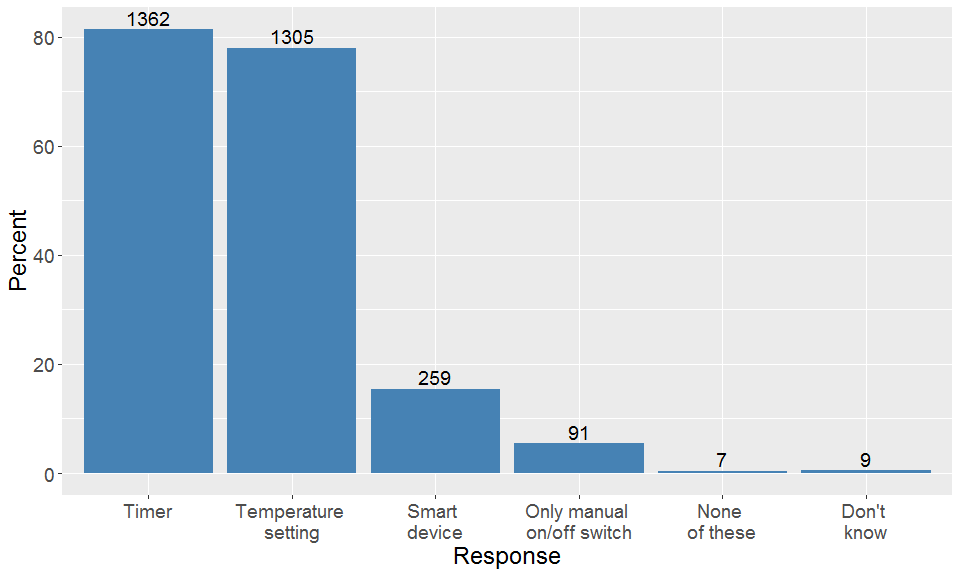 1362
1305
259
91
7
9
80
60
40
20
0
Percent
Timer
Temperature
setting
Smart
device
Only manual
on/off switch
None
of these
Don't
know
Response